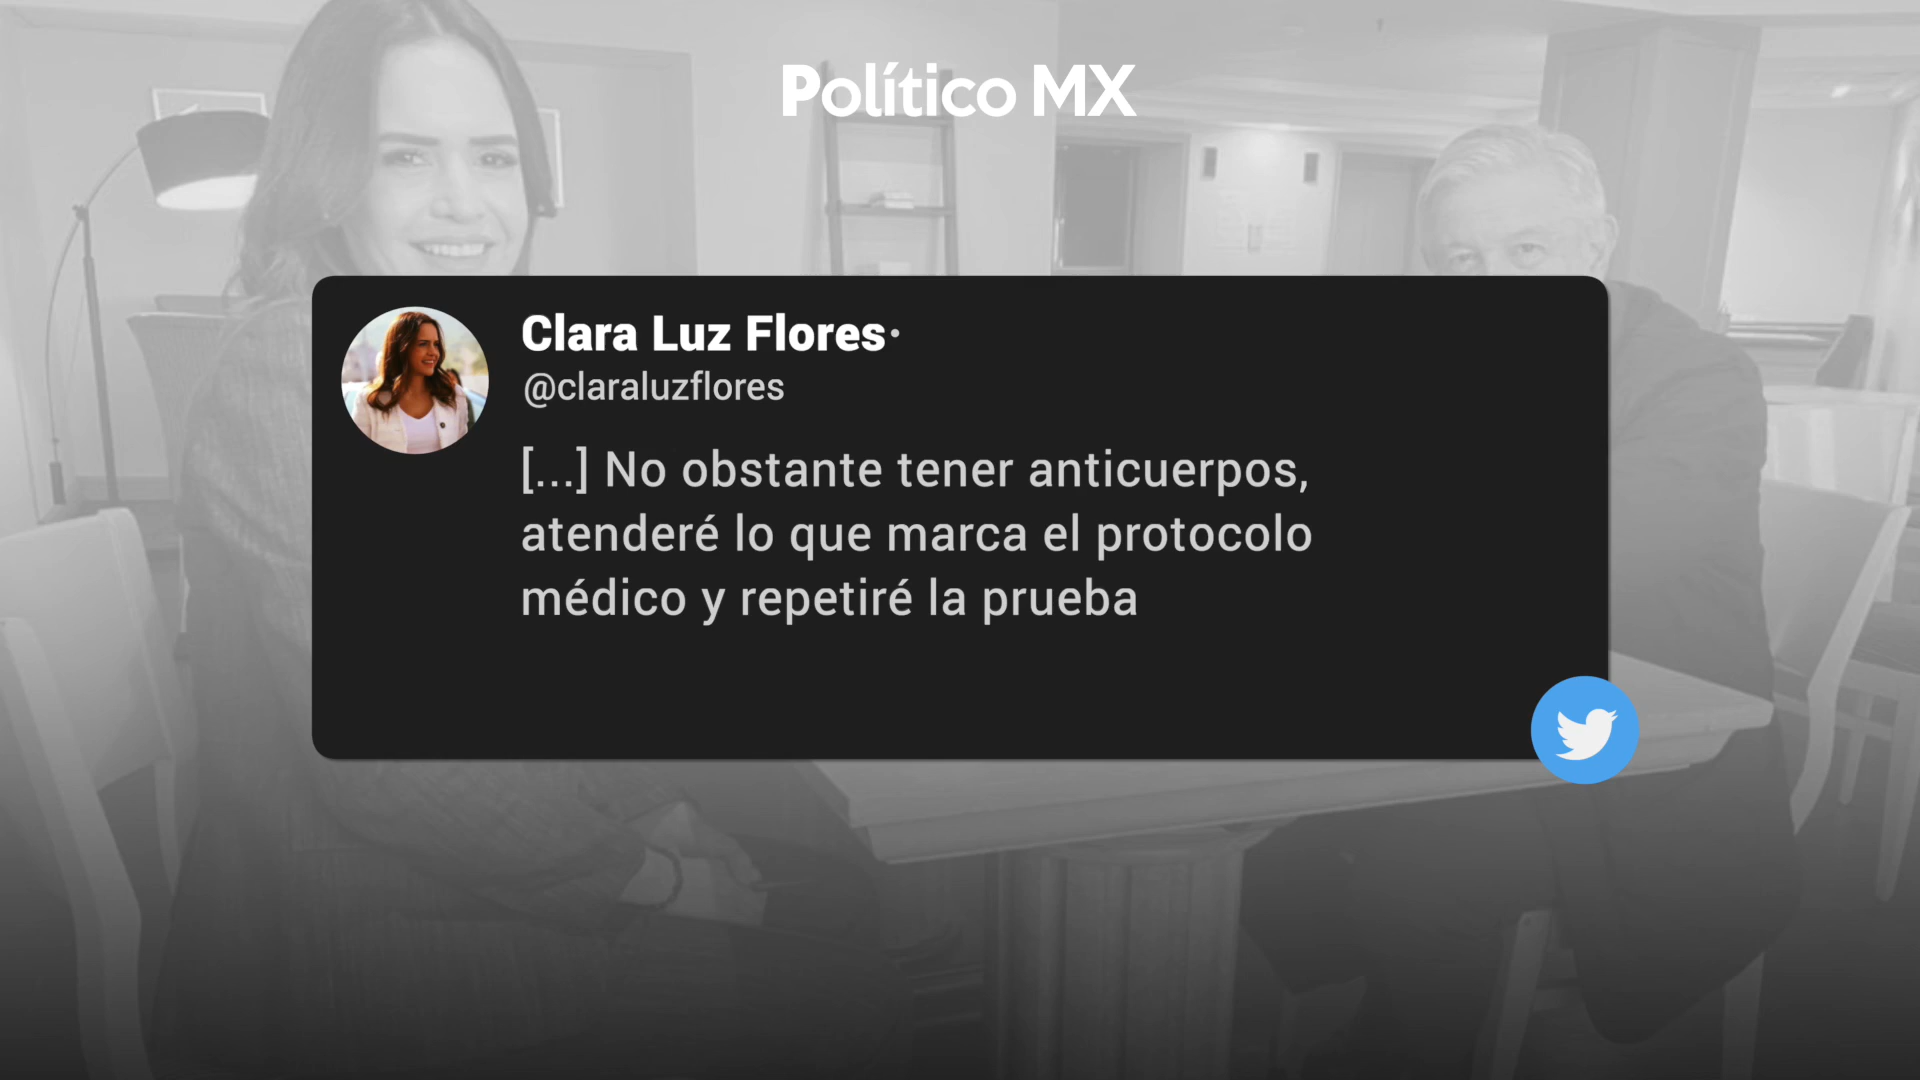 Político MX
Clara Luz Flores·
@claraluzflores
[...] No obstante tener anticuerpos,
atenderé lo que marca el protocolo
médico y repetiré la prueba